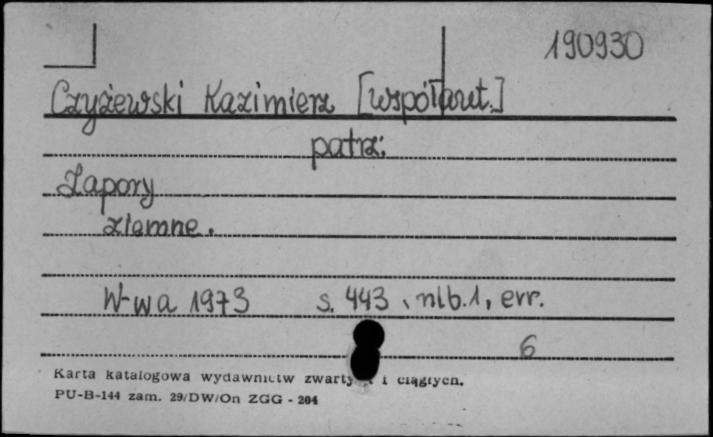 190930
Czyżewski Kazimierz [współaut.]
patrz:
Zapory
ziemne.
W-wa 1973 s. 443, nlb.1, err.
6
Karta katalogowa wydawnictw i ciągłych.
PU-B-144 zam. 29/DW/On ZGG - 204